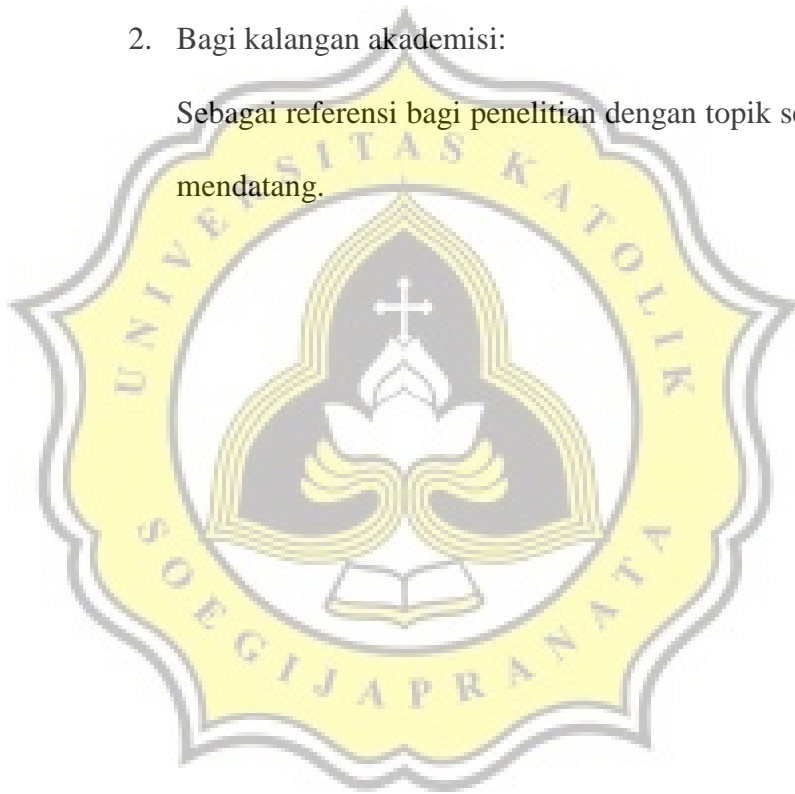 2. Bagi kalangan akademisi:
Sebagai referensi bagi penelitian dengan topik
mendatang.
UNIVERSITAS KATOLIK
SOEGIJAPRANATA